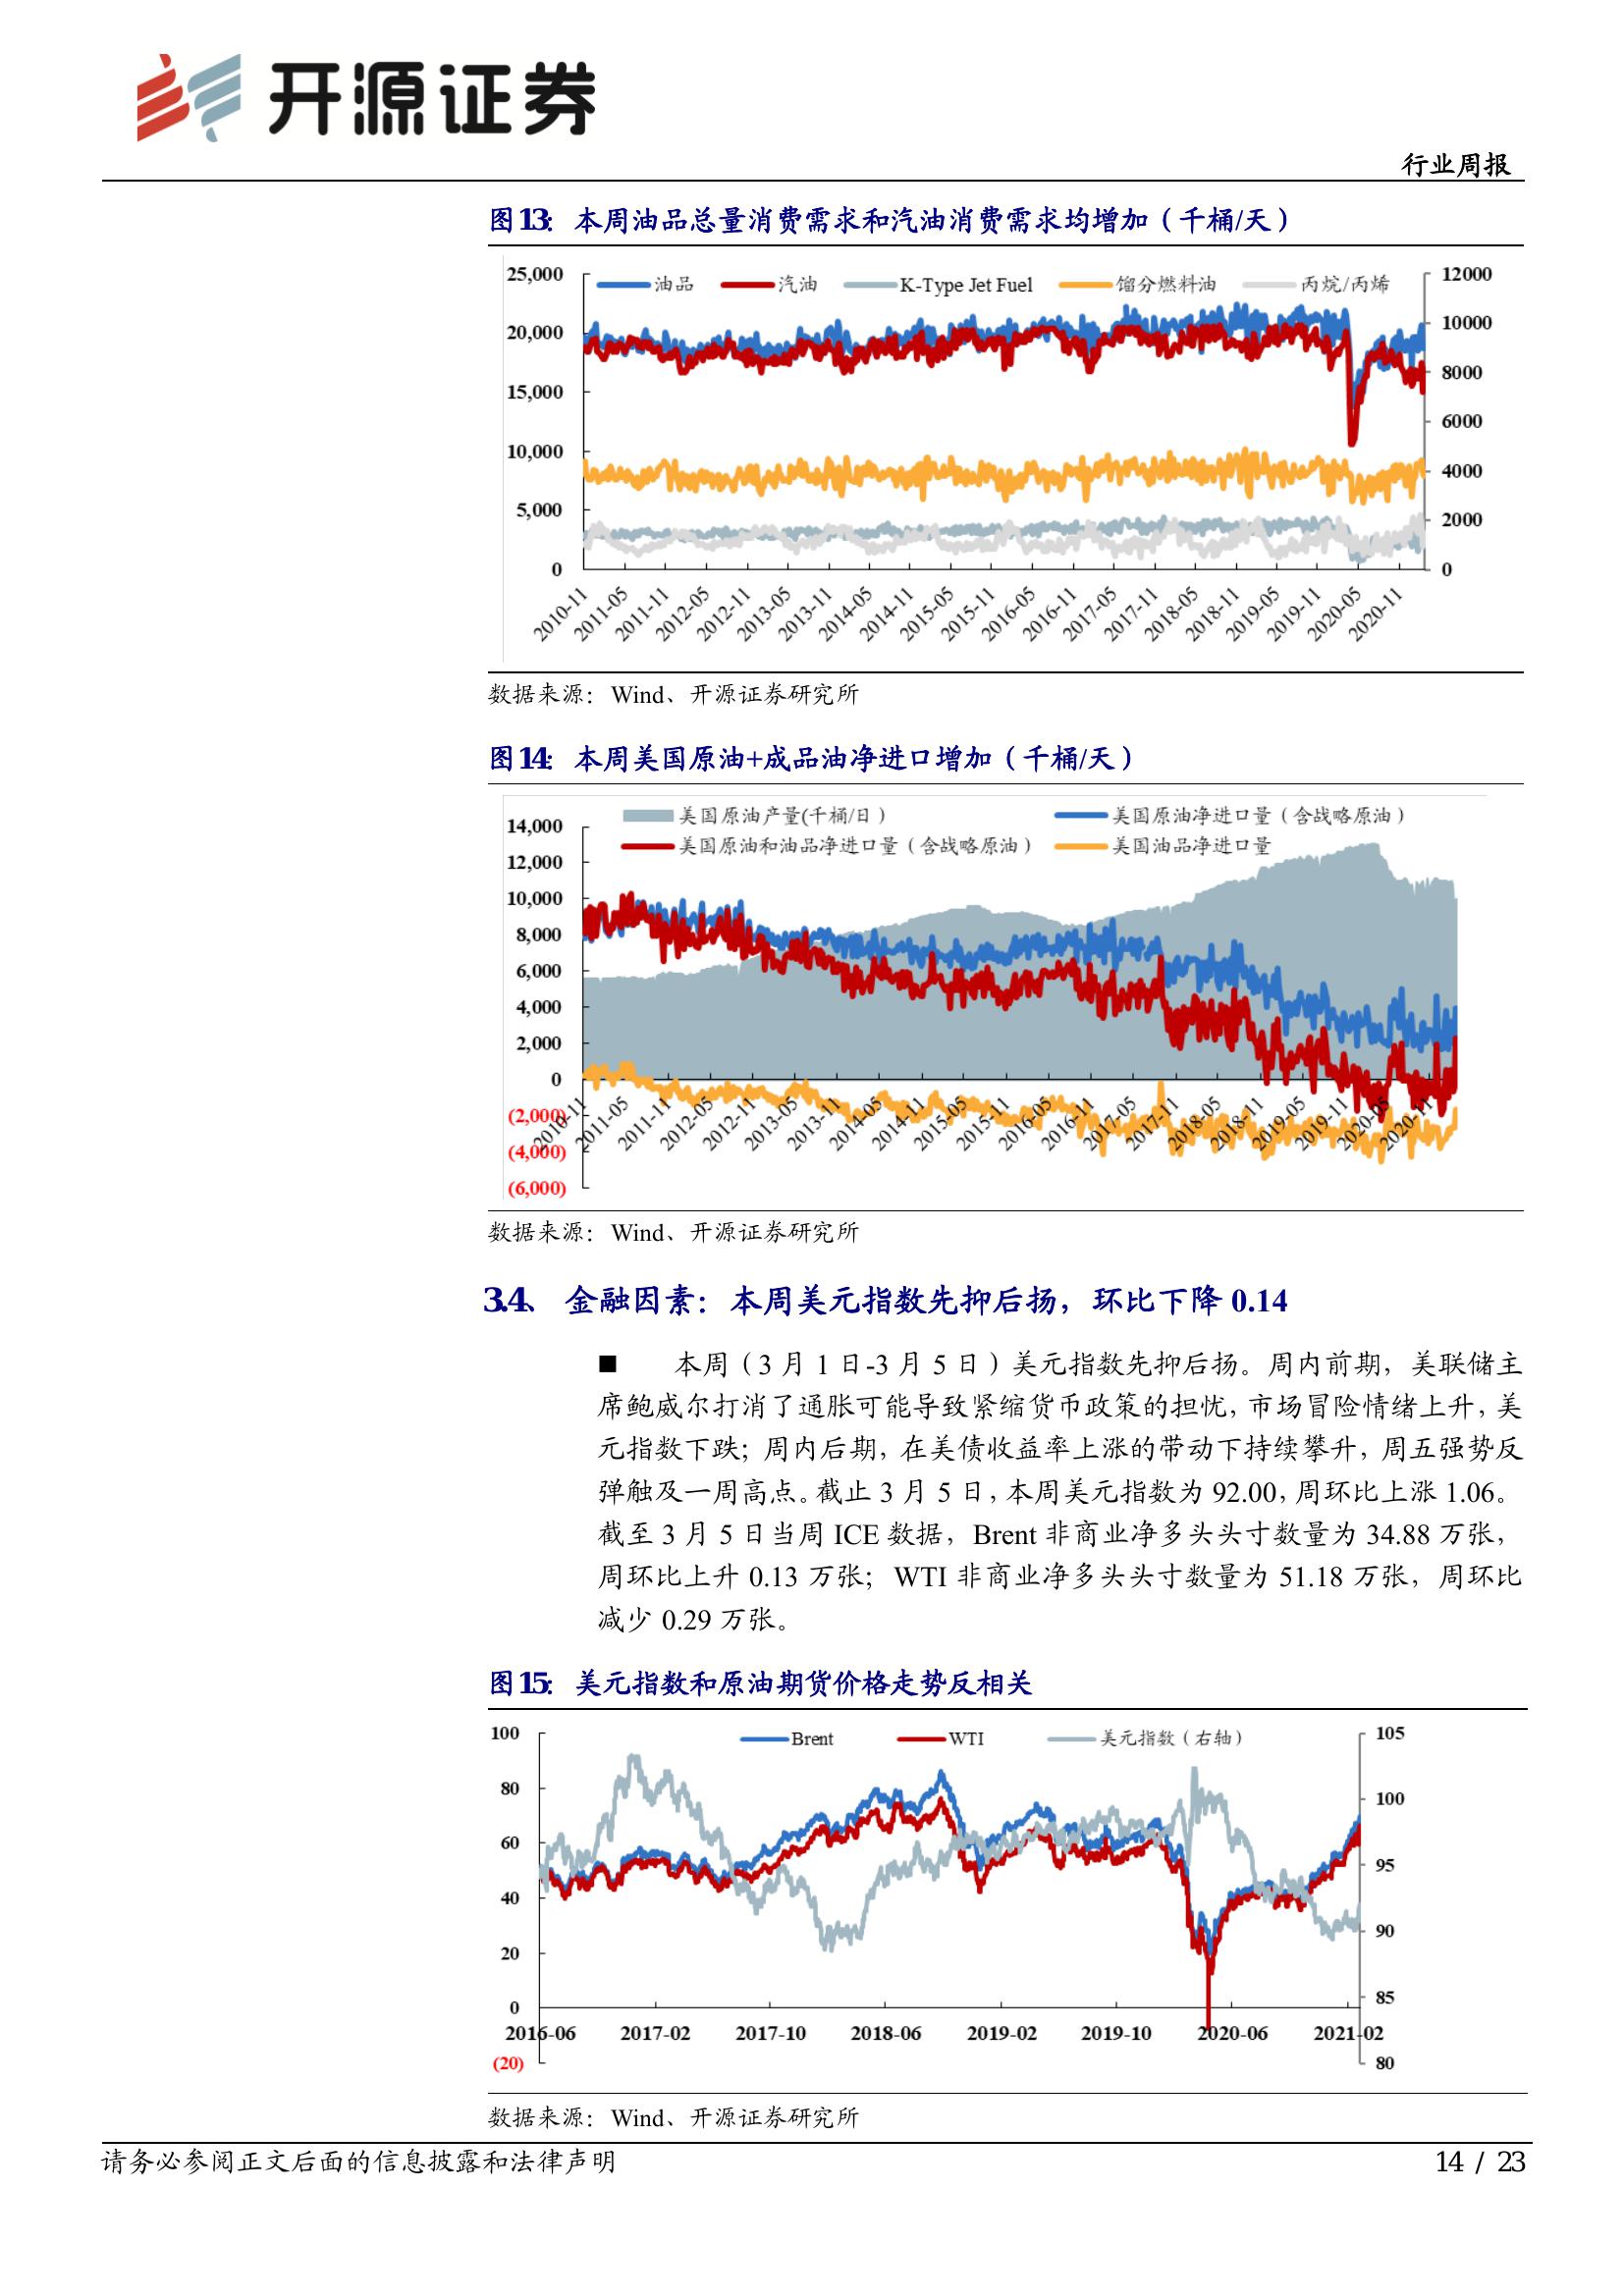 开源证券
行业周报
图13: 本周油品总量消费需求和汽油消费需求均增加（千桶/天）
油品 汽油 K-Type Jet Fuel 馏分燃料油 丙烷/丙烯
25,000
20,000
15,000
10,000
5,000
0
12000
10000
8000
6000
4000
2000
0
2010-11 2011-05 2011-11 2012-05 2012-11 2013-05 2013-11 2014-05 2014-11 2015-05 2015-11 2016-05 2016-11 2017-05 2017-11 2018-05 2018-11 2019-05 2019-11 2020-05 2020-11
数据来源：Wind、开源证券研究所
图14: 本周美国原油+成品油净进口增加（千桶/天）
美国原油产量(千桶/日） 美国原油净进口量（含战略原油）
美国原油和油品净进口量（含战略原油） 美国油品净进口量
14,000
12,000
10,000
8,000
6,000
4,000
2,000
0
(2,000)
(4,000)
(6,000)
2010-11 2011-05 2011-11 2012-05 2012-11 2013-05 2013-11 2014-05 2014-11 2015-05 2015-11 2016-05 2016-11 2017-05 2017-11 2018-05 2018-11 2019-05 2019-11 2020-05 2020-11
数据来源：Wind、开源证券研究所
3.4、 金融因素：本周美元指数先抑后扬，环比下降 0.14
■ 本周（3 月 1 日-3 月 5 日）美元指数先抑后扬。周内前期，美联储主
席鲍威尔打消了通胀可能导致紧缩货币政策的担忧，市场冒险情绪上升，美
元指数下跌；周内后期，在美债收益率上涨的带动下持续攀升，周五强势反
弹触及一周高点。截止 3 月 5 日，本周美元指数为 92.00，周环比上涨 1.06。
截至 3 月 5 日当周 ICE 数据，Brent 非商业净多头头寸数量为 34.88 万张，
周环比上升 0.13 万张；WTI 非商业净多头头寸数量为 51.18 万张，周环比
减少 0.29 万张。
图15: 美元指数和原油期货价格走势反相关
Brent WTI 美元指数（右轴）
100
80
60
40
20
0
(20)
105
100
95
90
85
80
2016-06 2017-02 2017-10 2018-06 2019-02 2019-10 2020-06 2021-02
数据来源：Wind、开源证券研究所
请务必参阅正文后面的信息披露和法律声明
14 / 23